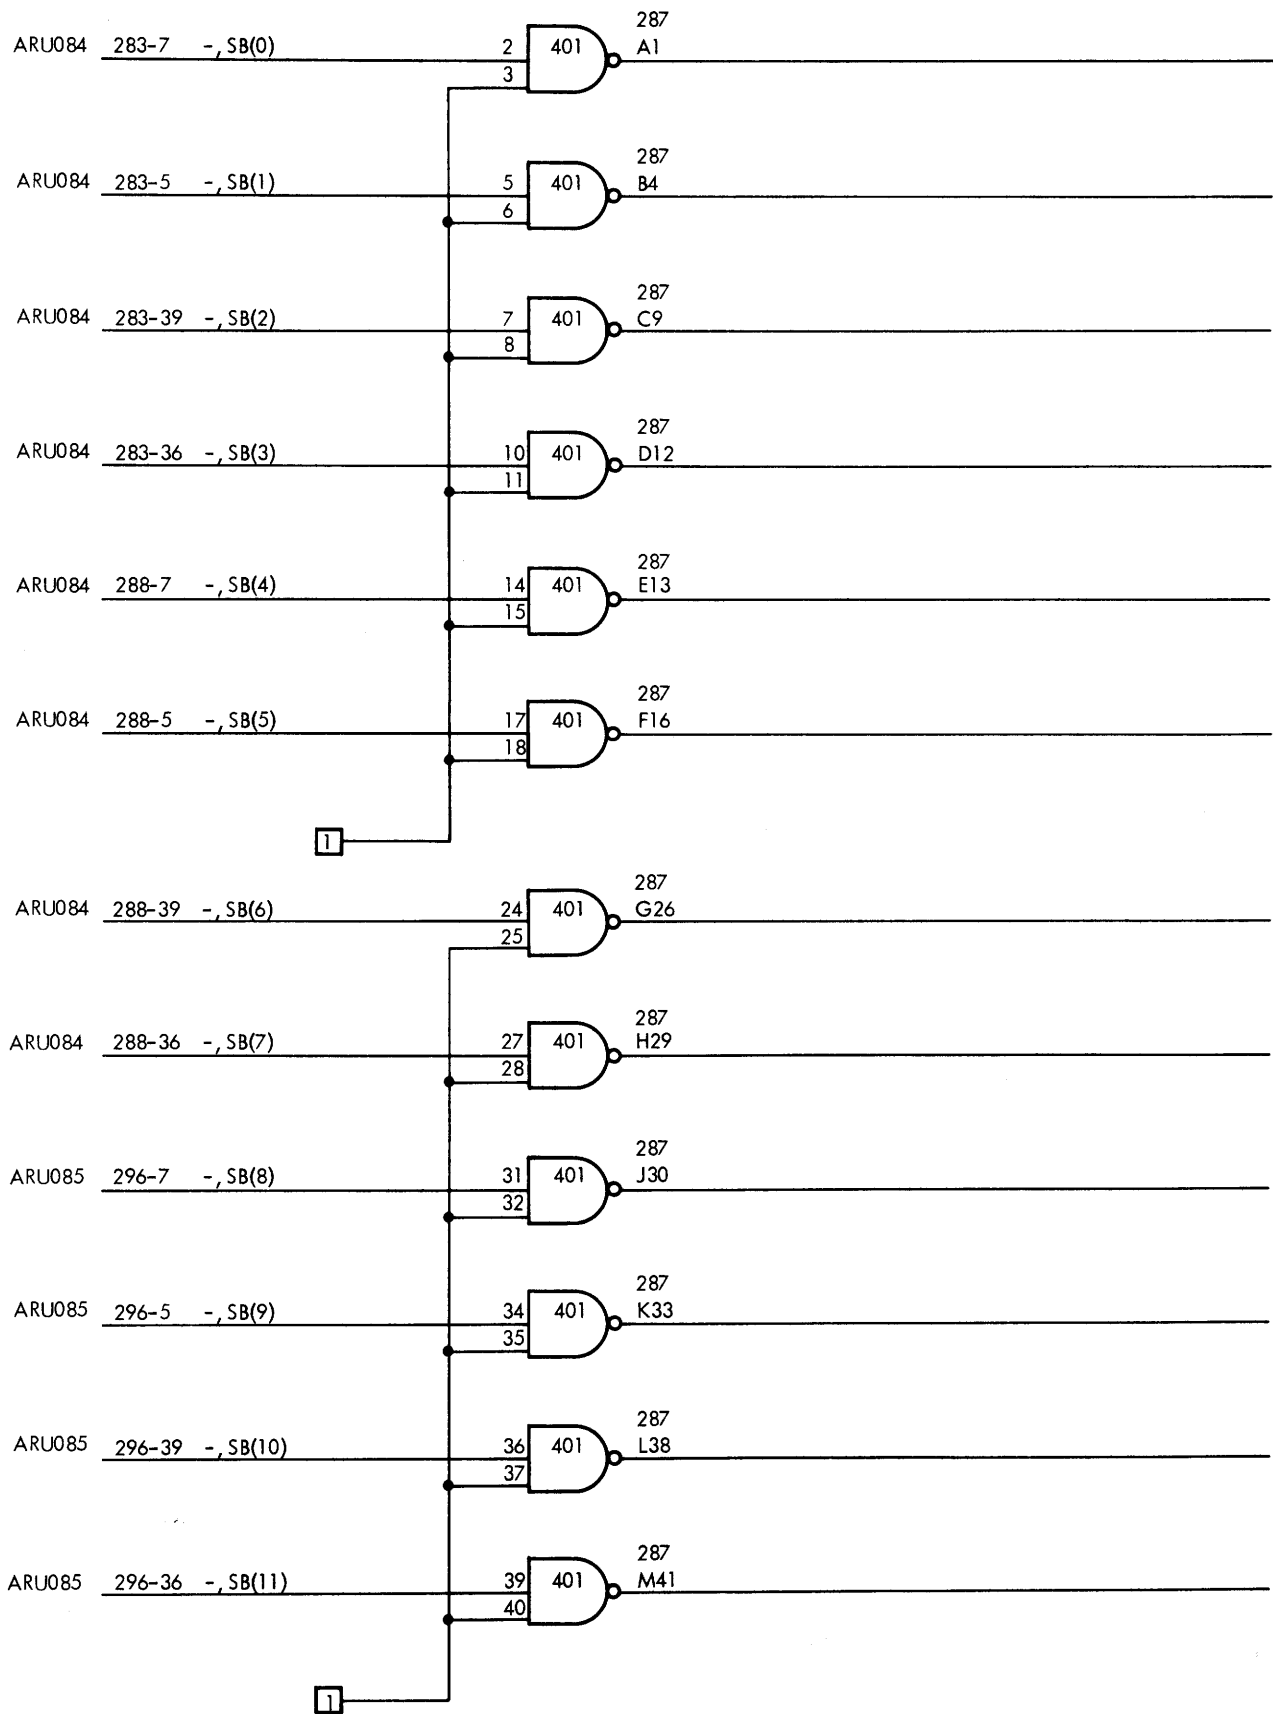 287
ARU084 283-7 -, SB(0) 2 401 A1
3
287
ARU084 283-5 -, SB(1) 5 401 B4
6
287
ARU084 283-39 -, SB(2) 7 401 C9
8
287
ARU084 283-36 -, SB(3) 10 401 D12
11
287
ARU084 288-7 -, SB(4) 14 401 E13
15
287
ARU084 288-5 -, SB(5) 17 401 F16
18
1
287
ARU084 288-39 -, SB(6) 24 401 G26
25
287
ARU084 288-36 -, SB(7) 27 401 H29
28
287
ARU085 296-7 -, SB(8) 31 401 J30
32
287
ARU085 296-5 -, SB(9) 34 401 K33
35
287
ARU085 296-39 -, SB(10) 36 401 L38
37
287
ARU085 296-36 -, SB(11) 39 401 M41
40
1